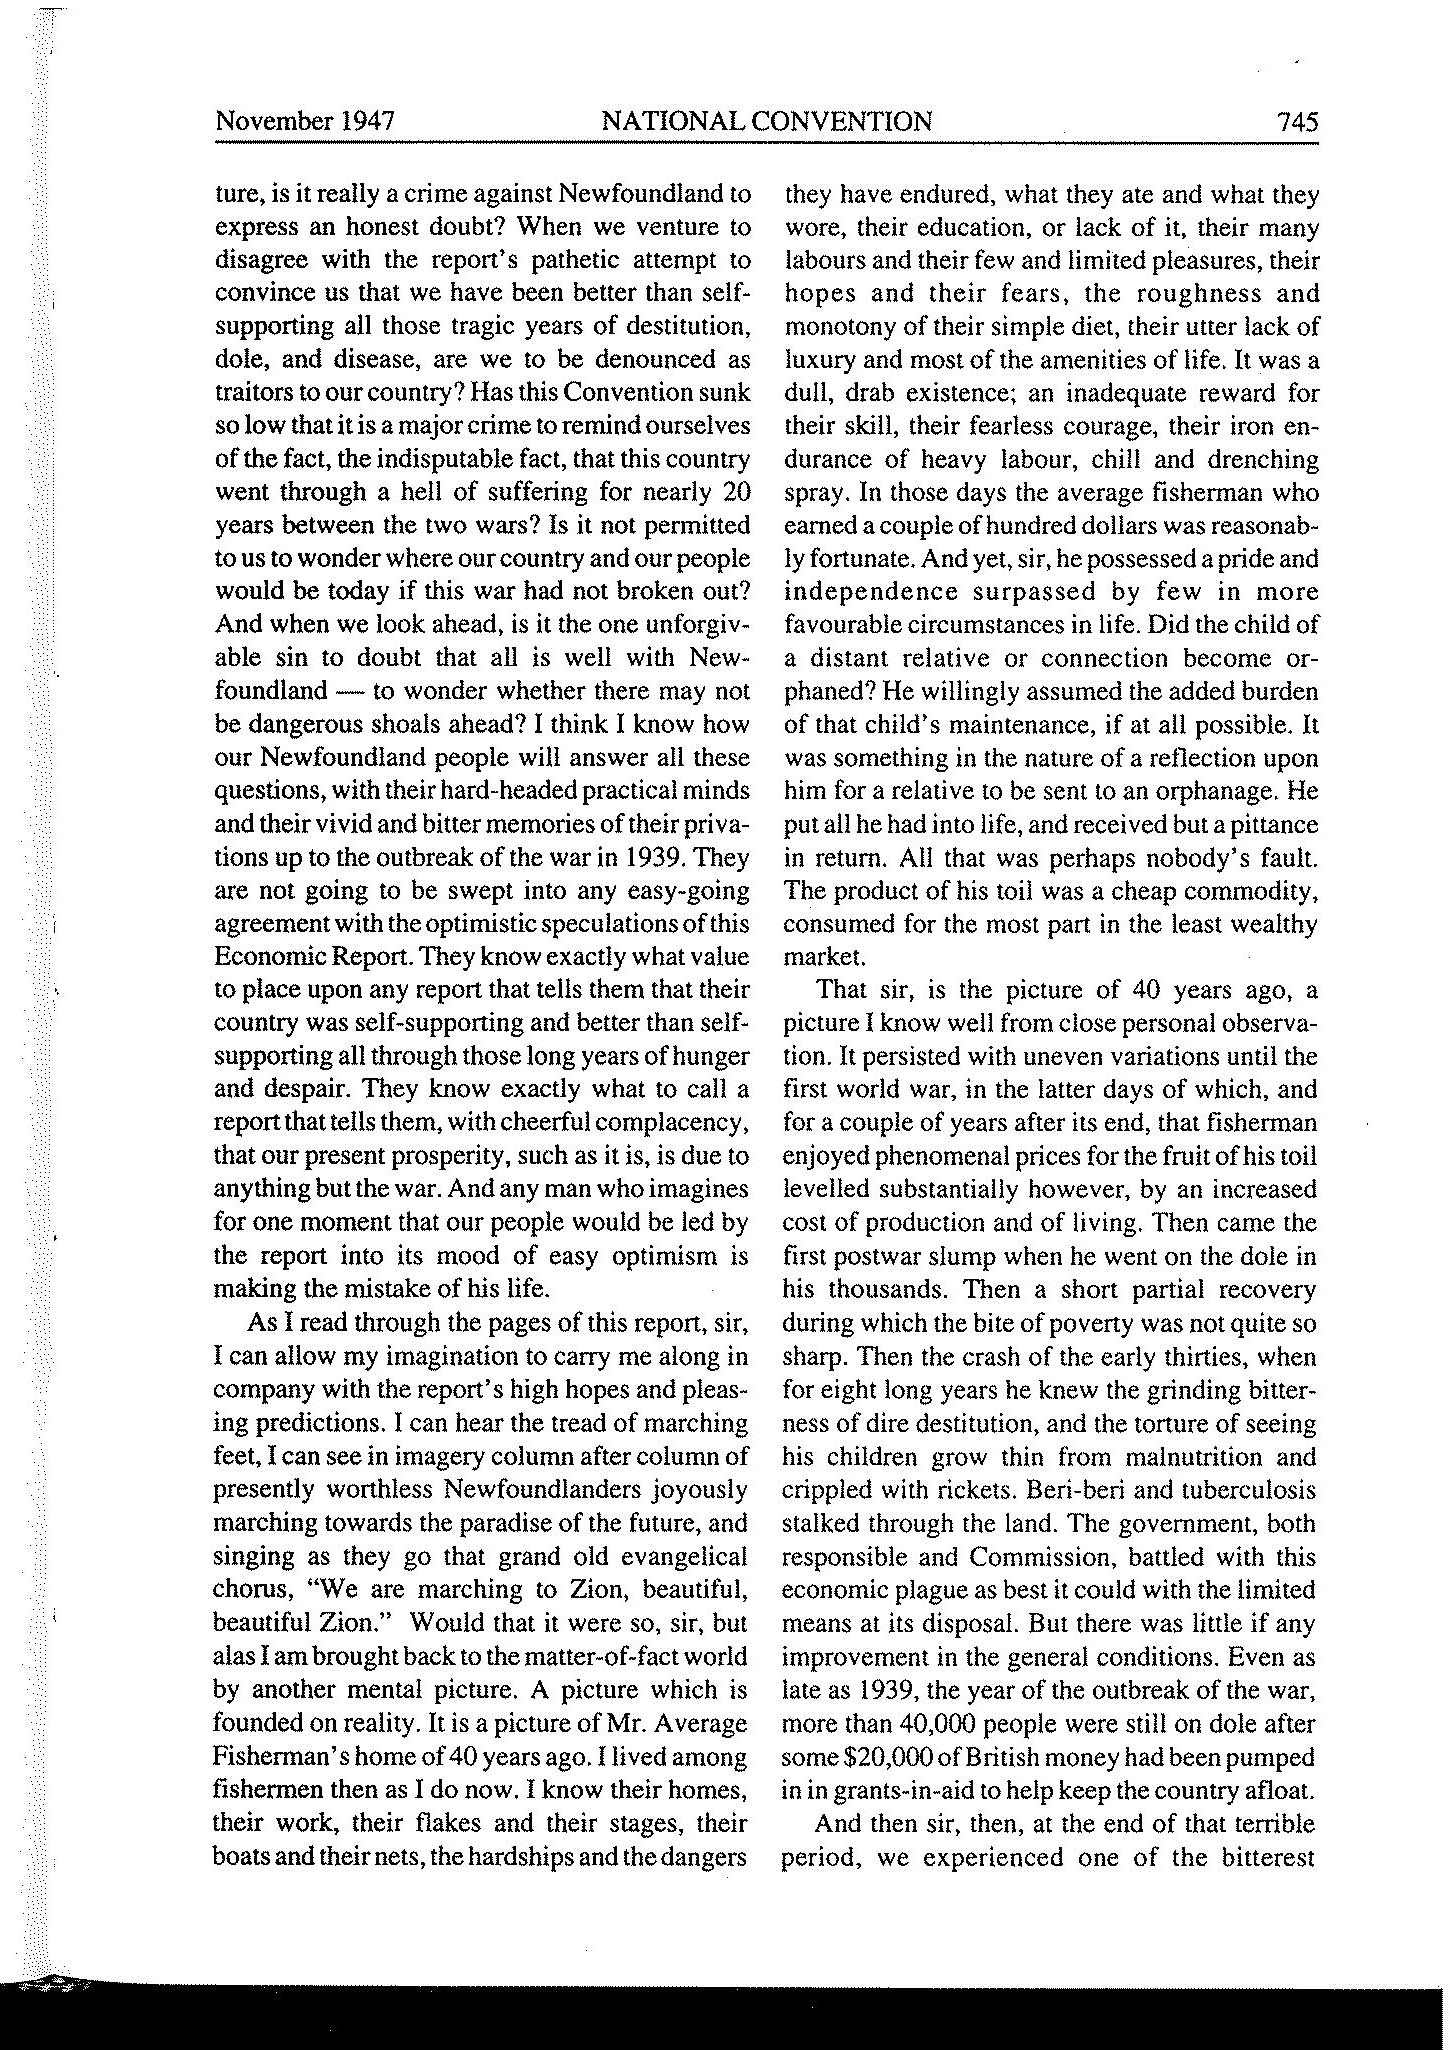 November 1947 NATIONAL CONVENTION 745
ture, is it really a crime against Newfoundland to
express an honest doubt? When we venture to
disagree with the report's pathetic attempt to
convince us that we have been better than self-
supporting all those tragic years of destitution,
dole, and disease, are we to be denounced as
traitors to our country? Has this Convention sunk
so low that it is a major crime to remind ourselves
of the fact, the indisputable fact, that this country
went through a hell of suffering for nearly 20
years between the two wars? Is it not permitted
to us to wonder where our country and our people
would be today if this war had not broken out?
And when we look ahead, is it the one unforgiv-
able sin to doubt that all is well with New-
foundland — to wonder whether there may not
be dangerous shoals ahead? I think I know how
our Newfoundland people will answer all these
questions, with their hard-headed practical minds
and their vivid and bitter memories of their priva-
tions up to the outbreak of the war in 1939. They
are not going to be swept into any easy-going
agreement with the optimistic speculations of this
Economic Report. They know exactly what value
to place upon any report that tells them that their
country was self-supporting and better than self-
supporting all through those long years of hunger
and despair. They know exactly what to call a
report that tells them, with cheerful complacency,
that our present prosperity, such as it is, is due to
anything but the war. And any man who imagines
for one moment that our people would be led by
the report into its mood of easy optimism is
making the mistake of his life.
As I read through the pages of this report, sir,
I can allow my imagination to carry me along in
company with the report's high hopes and pleas-
ing predictions. I can hear the tread of marching
feet, I can see in imagery column after column of
presently worthless Newfoundlanders joyously
marching towards the paradise of the future, and
singing as they go that grand old evangelical
chorus, "We are marching to Zion, beautiful,
beautiful Zion." Would that it were so, sir, but
alas I am brought back to the matter-of-fact world
by another mental picture. A picture which is
founded on reality. It is a picture of Mr. Average
Fisherman's home of 40 years ago. I lived among
fishermen then as I do now. I know their homes,
their work, their flakes and their stages, their
boats and their nets, the hardships and the dangers
they have endured, what they ate and what they
wore, their education, or lack of it, their many
labours and their few and limited pleasures, their
hopes and their fears, the roughness and
monotony of their simple diet, their utter lack of
luxury and most of the amenities of life. It was a
dull, drab existence; an inadequate reward for
their skill, their fearless courage, their iron en-
durance of heavy labour, chill and drenching
spray. In those days the average fisherman who
earned a couple of hundred dollars was reasonab-
ly fortunate. And yet, sir, he possessed a pride and
independence surpassed by few in more
favourable circumstances in life. Did the child of
a distant relative or connection become or-
phaned? He willingly assumed the added burden
of that child's maintenance, if at all possible. It
was something in the nature of a reflection upon
him for a relative to be sent to an orphanage. He
put all he had into life, and received but a pittance
in return. All that was perhaps nobody's fault.
The product of his toil was a cheap commodity,
consumed for the most part in the least wealthy
market.
That sir, is the picture of 40 years ago, a
picture I know well from close personal observa-
tion. It persisted with uneven variations until the
first world war, in the latter days of which, and
for a couple of years after its end, that fisherman
enjoyed phenomenal prices for the fruit of his toil
levelled substantially however, by an increased
cost of production and of living. Then came the
first postwar slump when he went on the dole in
his thousands. Then a short partial recovery
during which the bite of poverty was not quite so
sharp. Then the crash of the early thirties, when
for eight long years he knew the grinding bitter-
ness of dire destitution, and the torture of seeing
his children grow thin from malnutrition and
crippled with rickets. Beri-beri and tuberculosis
stalked through the land. The government, both
responsible and Commission, battled with this
economic plague as best it could with the limited
means at its disposal. But there was little if any
improvement in the general conditions. Even as
late as 1939, the year of the outbreak of the war,
more than 40,000 people were still on dole after
some $20,000 of British money had been pumped
in in grants-in-aid to help keep the country afloat.
And then sir, then, at the end of that terrible
period, we experienced one of the bitterest